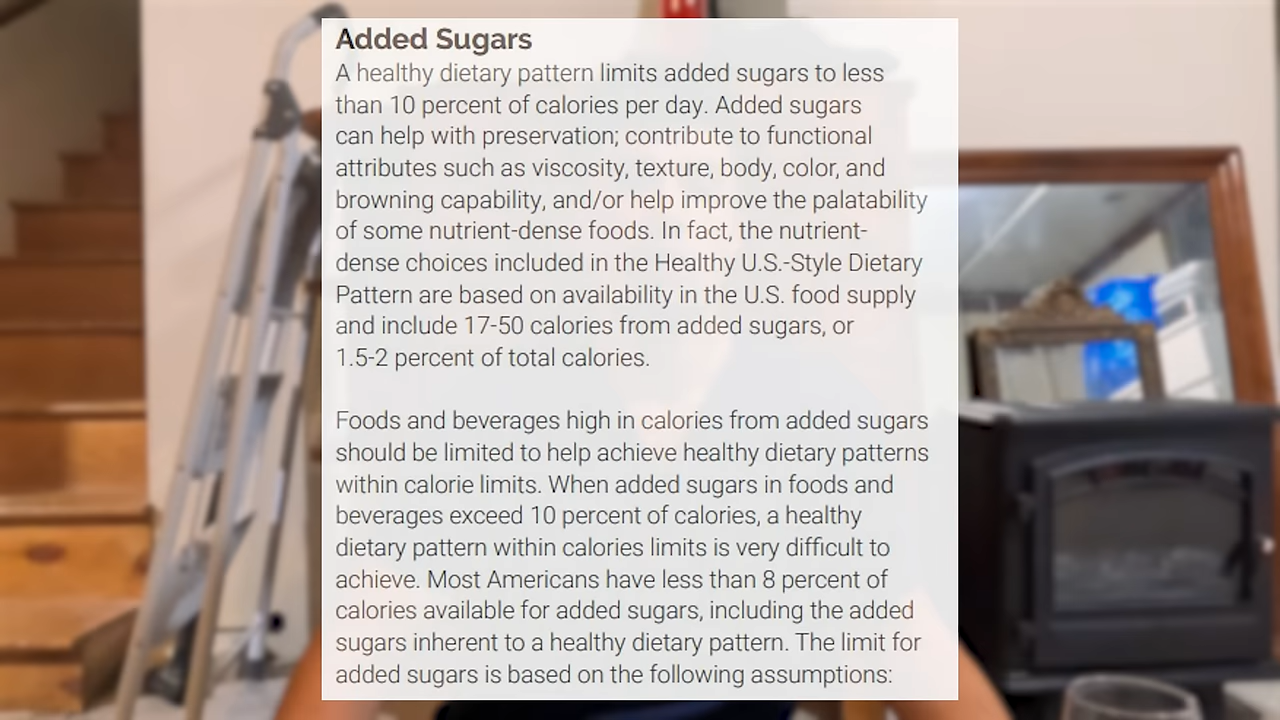 Added Sugars
A healthy dietary pattern limits added sugars to less
than 10 percent of calories per day. Added sugars
can help with preservation; contribute to functional
attributes such as viscosity, texture, body, color, and
browning capability, and/or help improve the palatability
of some nutrient-dense foods. In fact, the nutrient-
dense choices included in the Healthy U.S.-Style Dietary
Pattern are based on availability in the U.S. food supply
and include 17-50 calories from added sugars, or
1.5-2 percent of total calories.
Foods and beverages high in calories from added sugars
should be limited to help achieve healthy dietary patterns
within calorie limits. When added sugars in foods and
beverages exceed 10 percent of calories, a healthy
dietary pattern within calories limits is very difficult to
achieve. Most Americans have less than 8 percent of
calories available for added sugars, including the added
sugars inherent to a healthy dietary pattern. The limit for
added sugars is based on the following assumptions: